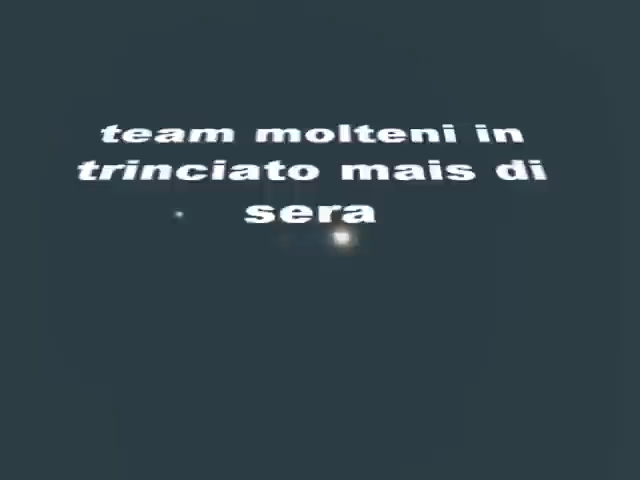 team molteni in
trinciato mais di
sera